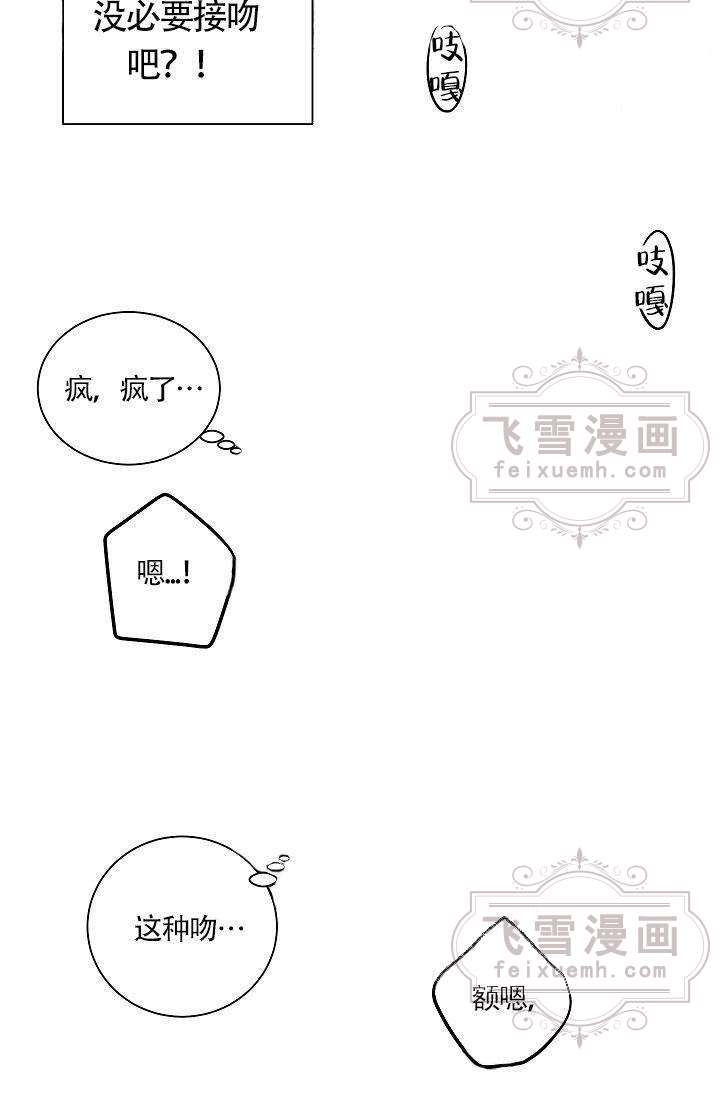 没必要接吻
吧？！
吱
嘎
吱
嘎
疯，疯了…
飞雪漫画
feixuemh.com
嗯...！
这种吻…
飞雪漫画
feixuemh.com
额嗯，